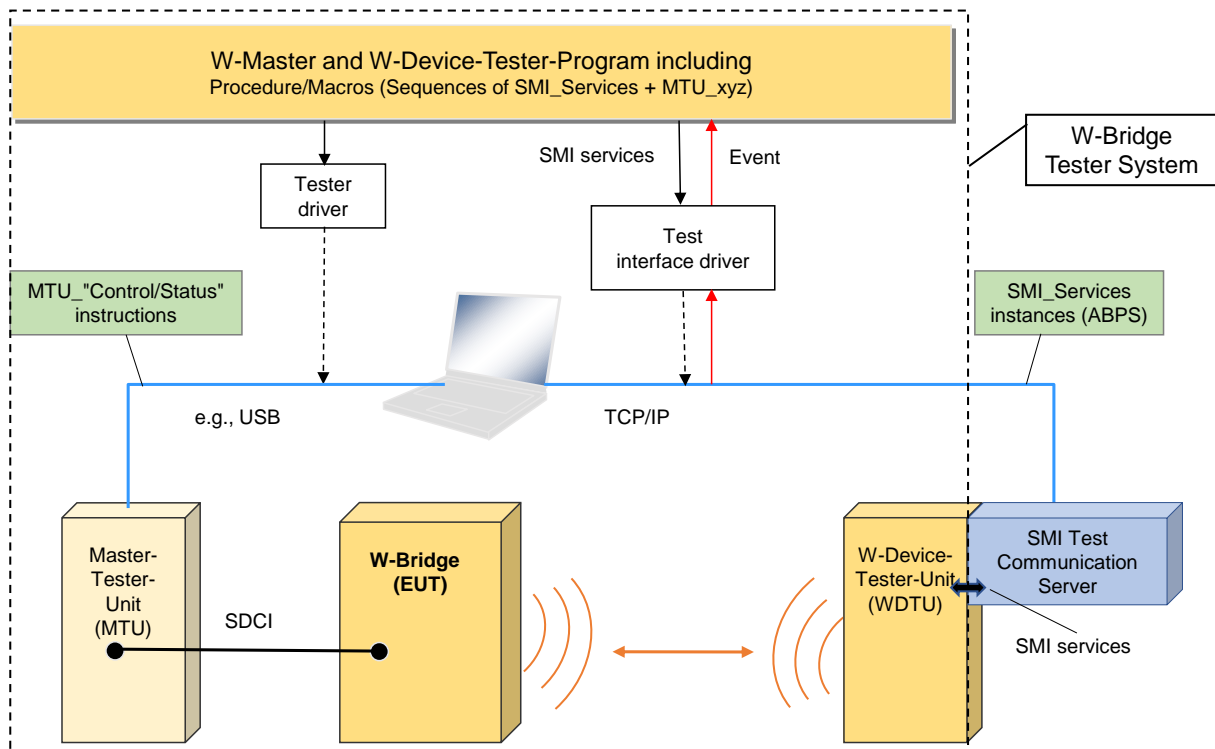 W-Master and W-Device-Tester-Program including
Procedure/Macros (Sequences of SMI_Services + MTU_xyz)
W-Bridge
Tester System
SMI services
Event
Tester
driver
Test
interface driver
MTU_"Control/Status"
instructions
SMI_Services
instances (ABPS)
e.g., USB
TCP/IP
Master-
Tester-
Unit
(MTU)
SDCI
W-Bridge
(EUT)
W-Device-
Tester-Unit
(WDTU)
SMI Test
Communication
Server
SMI services